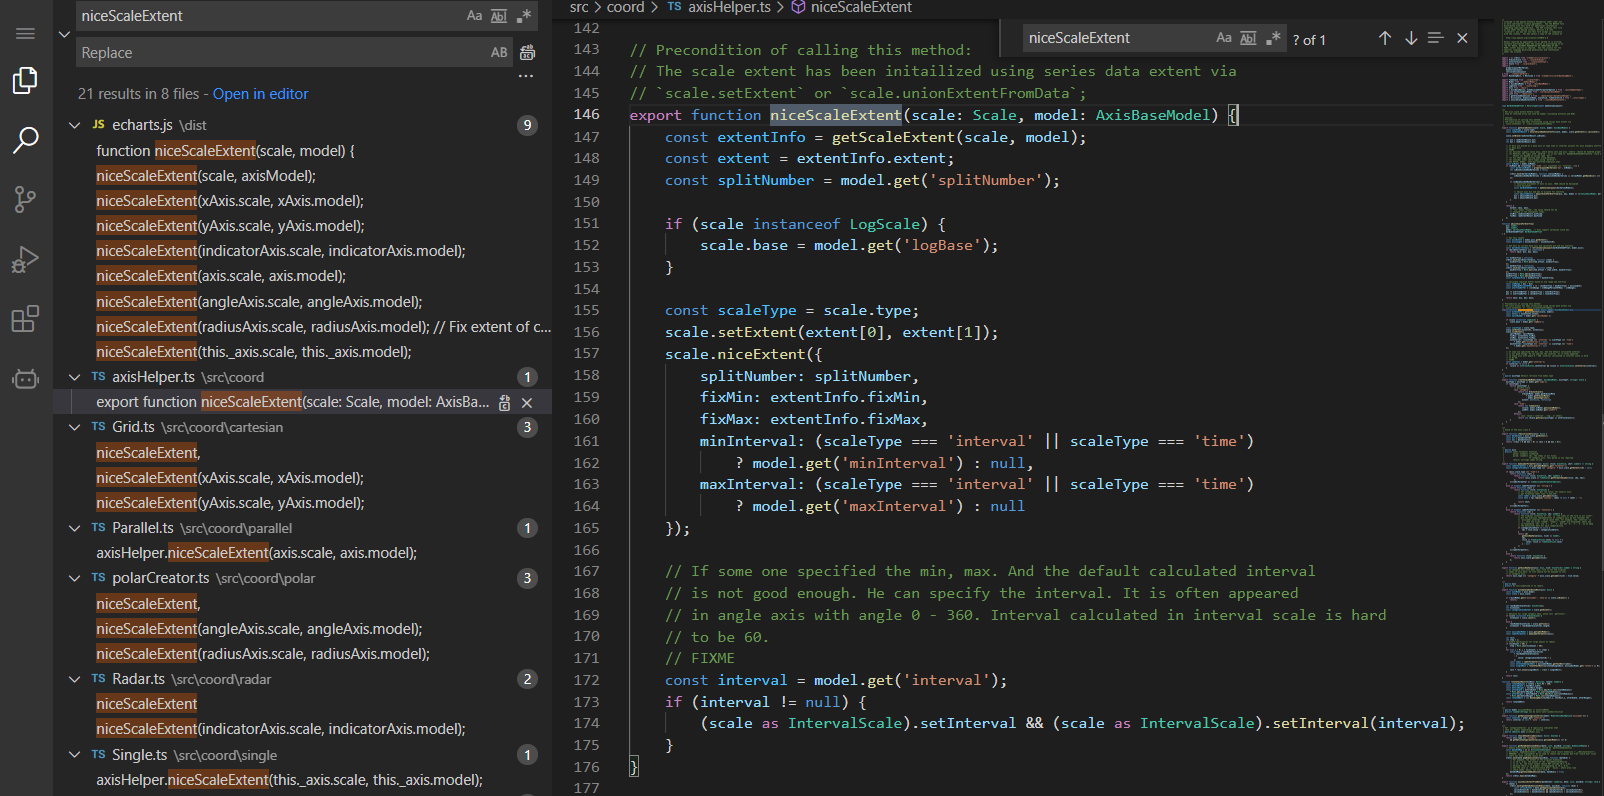 niceScaleExtent
Aa Ab .*
Replace
AB
...
21 results in 8 files - Open in editor
JS echarts.js \dist 9
function niceScaleExtent(scale, model) {
niceScaleExtent(scale, axisModel);
niceScaleExtent(xAxis.scale, xAxis.model);
niceScaleExtent(yAxis.scale, yAxis.model);
niceScaleExtent(indicatorAxis.scale, indicatorAxis.model);
niceScaleExtent(axis.scale, axis.model);
niceScaleExtent(angleAxis.scale, angleAxis.model);
niceScaleExtent(radiusAxis.scale, radiusAxis.model); // Fix extent of c...
niceScaleExtent(this._axis.scale, this._axis.model);
TS axisHelper.ts \src\coord 1
export function niceScaleExtent(scale: Scale, model: AxisBa...
TS Grid.ts \src\coord\cartesian 3
niceScaleExtent,
niceScaleExtent(xAxis.scale, xAxis.model);
niceScaleExtent(yAxis.scale, yAxis.model);
TS Parallel.ts \src\coord\parallel 1
axisHelper.niceScaleExtent(axis.scale, axis.model);
TS polarCreator.ts \src\coord\polar 3
niceScaleExtent,
niceScaleExtent(angleAxis.scale, angleAxis.model);
niceScaleExtent(radiusAxis.scale, radiusAxis.model);
TS Radar.ts \src\coord\radar 2
niceScaleExtent
niceScaleExtent(indicatorAxis.scale, indicatorAxis.model);
TS Single.ts \src\coord\single 1
axisHelper.niceScaleExtent(this._axis.scale, this._axis.model);
src > coord > TS axisHelper.ts > niceScaleExtent
niceScaleExtent Aa Ab .* ? of 1
142
143 // Precondition of calling this method:
144 // The scale extent has been initailized using series data extent via
145 // `scale.setExtent` or `scale.unionExtentFromData`;
146 export function niceScaleExtent(scale: Scale, model: AxisBaseModel) {
147 const extentInfo = getScaleExtent(scale, model);
148 const extent = extentInfo.extent;
149 const splitNumber = model.get('splitNumber');
150
151 if (scale instanceof LogScale) {
152 scale.base = model.get('logBase');
153 }
154
155 const scaleType = scale.type;
156 scale.setExtent(extent[0], extent[1]);
157 scale.niceExtent({
158 splitNumber: splitNumber,
159 fixMin: extentInfo.fixMin,
160 fixMax: extentInfo.fixMax,
161 minInterval: (scaleType === 'interval' || scaleType === 'time')
162 ? model.get('minInterval') : null,
163 maxInterval: (scaleType === 'interval' || scaleType === 'time')
164 ? model.get('maxInterval') : null
165 });
166
167 // If some one specified the min, max. And the default calculated interval
168 // is not good enough. He can specify the interval. It is often appeared
169 // in angle axis with angle 0 - 360. Interval calculated in interval scale is hard
170 // to be 60.
171 // FIXME
172 const interval = model.get('interval');
173 if (interval != null) {
174 (scale as IntervalScale).setInterval && (scale as IntervalScale).setInterval(interval);
175 }
176 }
177